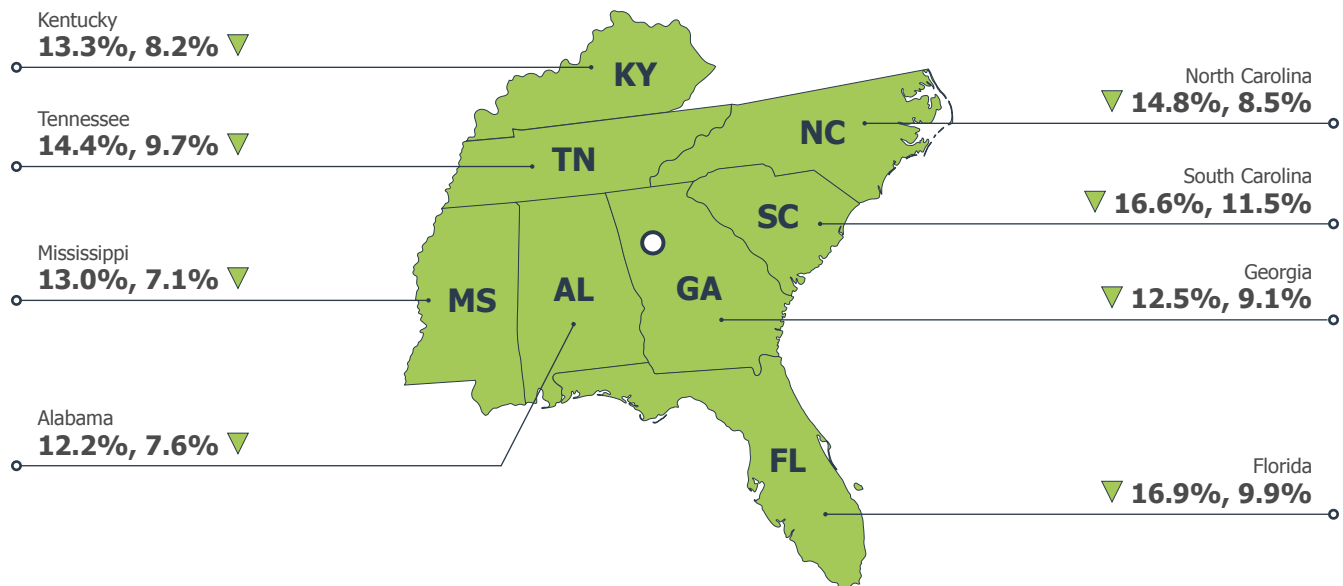 Kentucky
13.3%, 8.2%
Tennessee
14.4%, 9.7%
Mississippi
13.0%, 7.1%
Alabama
12.2%, 7.6%
KY
TN
NC
SC
MS
AL
GA
FL
North Carolina
14.8%, 8.5%
South Carolina
16.6%, 11.5%
Georgia
12.5%, 9.1%
Florida
16.9%, 9.9%